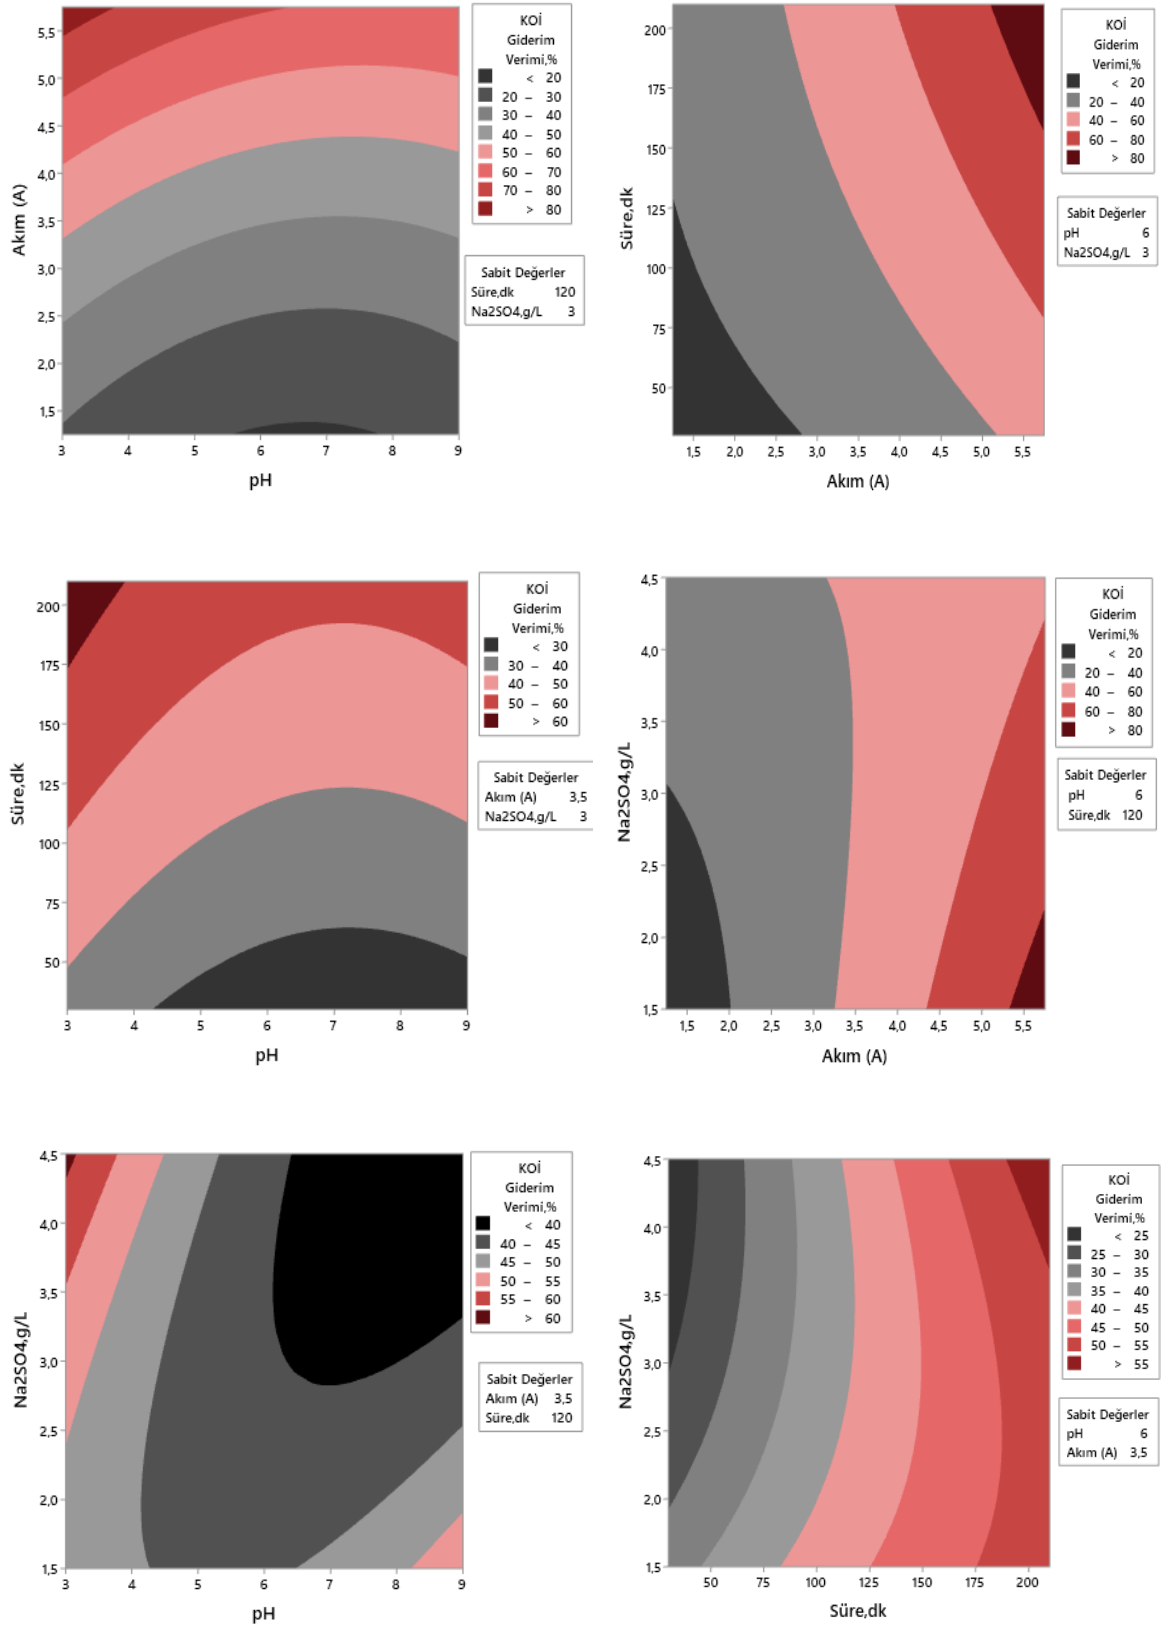 KOİ
Giderim
Verimi,%
< 20
20 – 30
30 – 40
40 – 50
50 – 60
60 – 70
70 – 80
> 80
Sabit Değerler
Süre,dk 120
Na2SO4,g/L 3
Akım (A)
5,5
5,0
4,5
4,0
3,5
3,0
2,5
2,0
1,5
3 4 5 6 7 8 9
pH
KOİ
Giderim
Verimi,%
< 20
20 – 40
40 – 60
60 – 80
> 80
Sabit Değerler
pH 6
Na2SO4,g/L 3
Süre,dk
200
175
150
125
100
75
50
1,5 2,0 2,5 3,0 3,5 4,0 4,5 5,0 5,5
Akım (A)
KOİ
Giderim
Verimi,%
< 30
30 – 40
40 – 50
50 – 60
> 60
Sabit Değerler
Akım (A) 3,5
Na2SO4,g/L 3
Süre,dk
200
175
150
125
100
75
50
3 4 5 6 7 8 9
pH
KOİ
Giderim
Verimi,%
< 20
20 – 40
40 – 60
60 – 80
> 80
Sabit Değerler
pH 6
Süre,dk 120
Na2SO4,g/L
4,5
4,0
3,5
3,0
2,5
2,0
1,5
1,5 2,0 2,5 3,0 3,5 4,0 4,5 5,0 5,5
Akım (A)
KOİ
Giderim
Verimi,%
< 40
40 – 45
45 – 50
50 – 55
55 – 60
> 60
Sabit Değerler
Akım (A) 3,5
Süre,dk 120
Na2SO4,g/L
4,5
4,0
3,5
3,0
2,5
2,0
1,5
3 4 5 6 7 8 9
pH
KOİ
Giderim
Verimi,%
< 25
25 – 30
30 – 35
35 – 40
40 – 45
45 – 50
50 – 55
> 55
Sabit Değerler
pH 6
Akım (A) 3,5
Na2SO4,g/L
4,5
4,0
3,5
3,0
2,5
2,0
1,5
50 75 100 125 150 175 200
Süre,dk